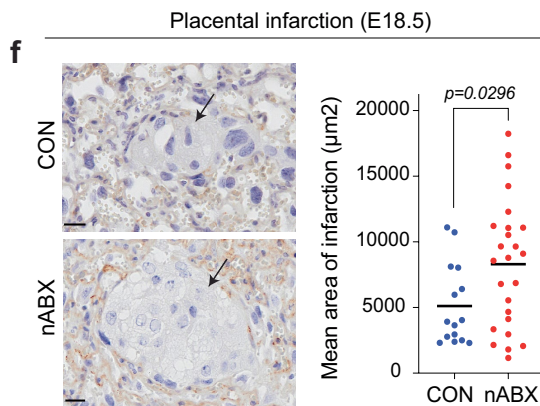 Placental infarction (E18.5)
f
CON
nABX
Mean area of infarction (µm2)
p=0.0296
20000
15000
10000
5000
0
CON nABX